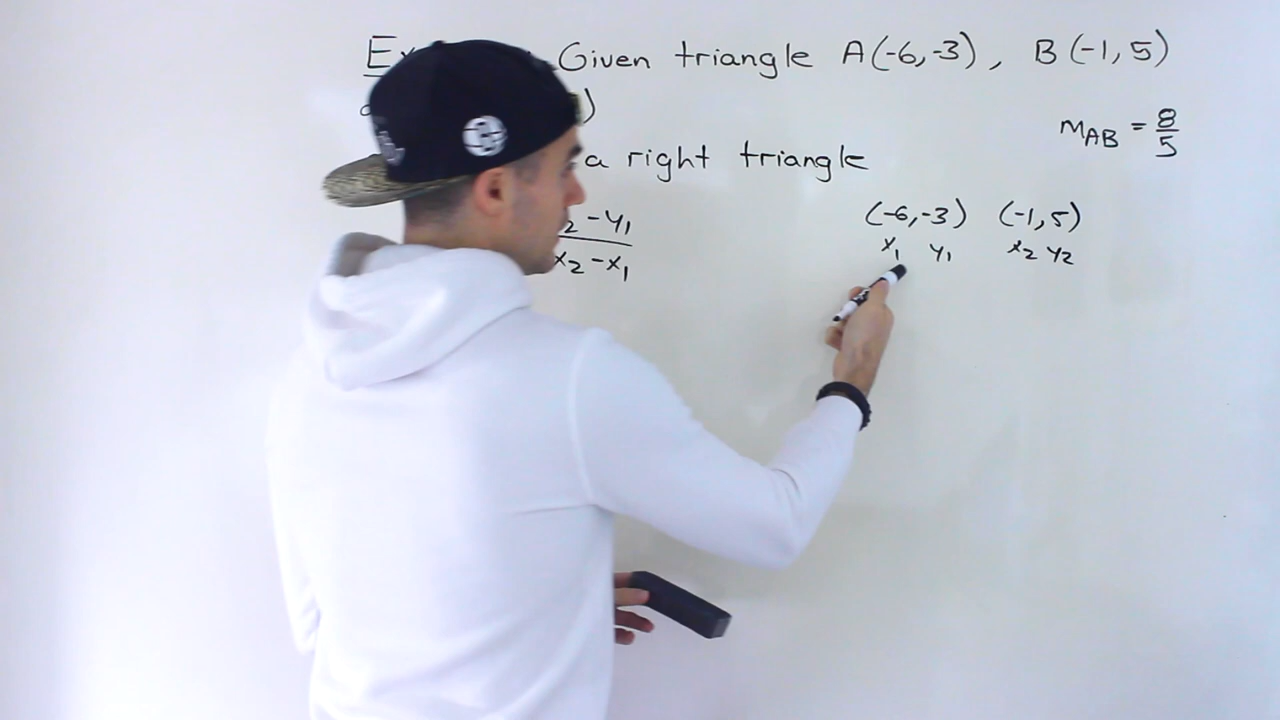 Given triangle A(-6,-3), B(-1,5)
)
m_AB = 8/5
a right triangle
(-6,-3) (-1,5)
x₁ y₁ x₂ y₂
₂ - y₁
x₂ - x₁